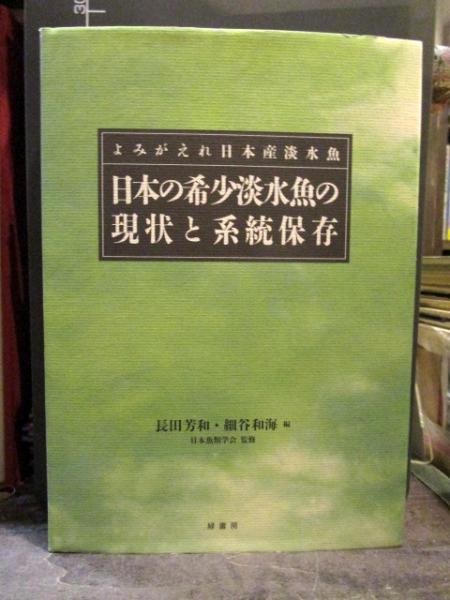 30
よみがえれ日本産淡水魚
日本の希少淡水魚の
現状と系統保存
長田芳和・細谷和海 編
日本魚類学会 監修
緑書房